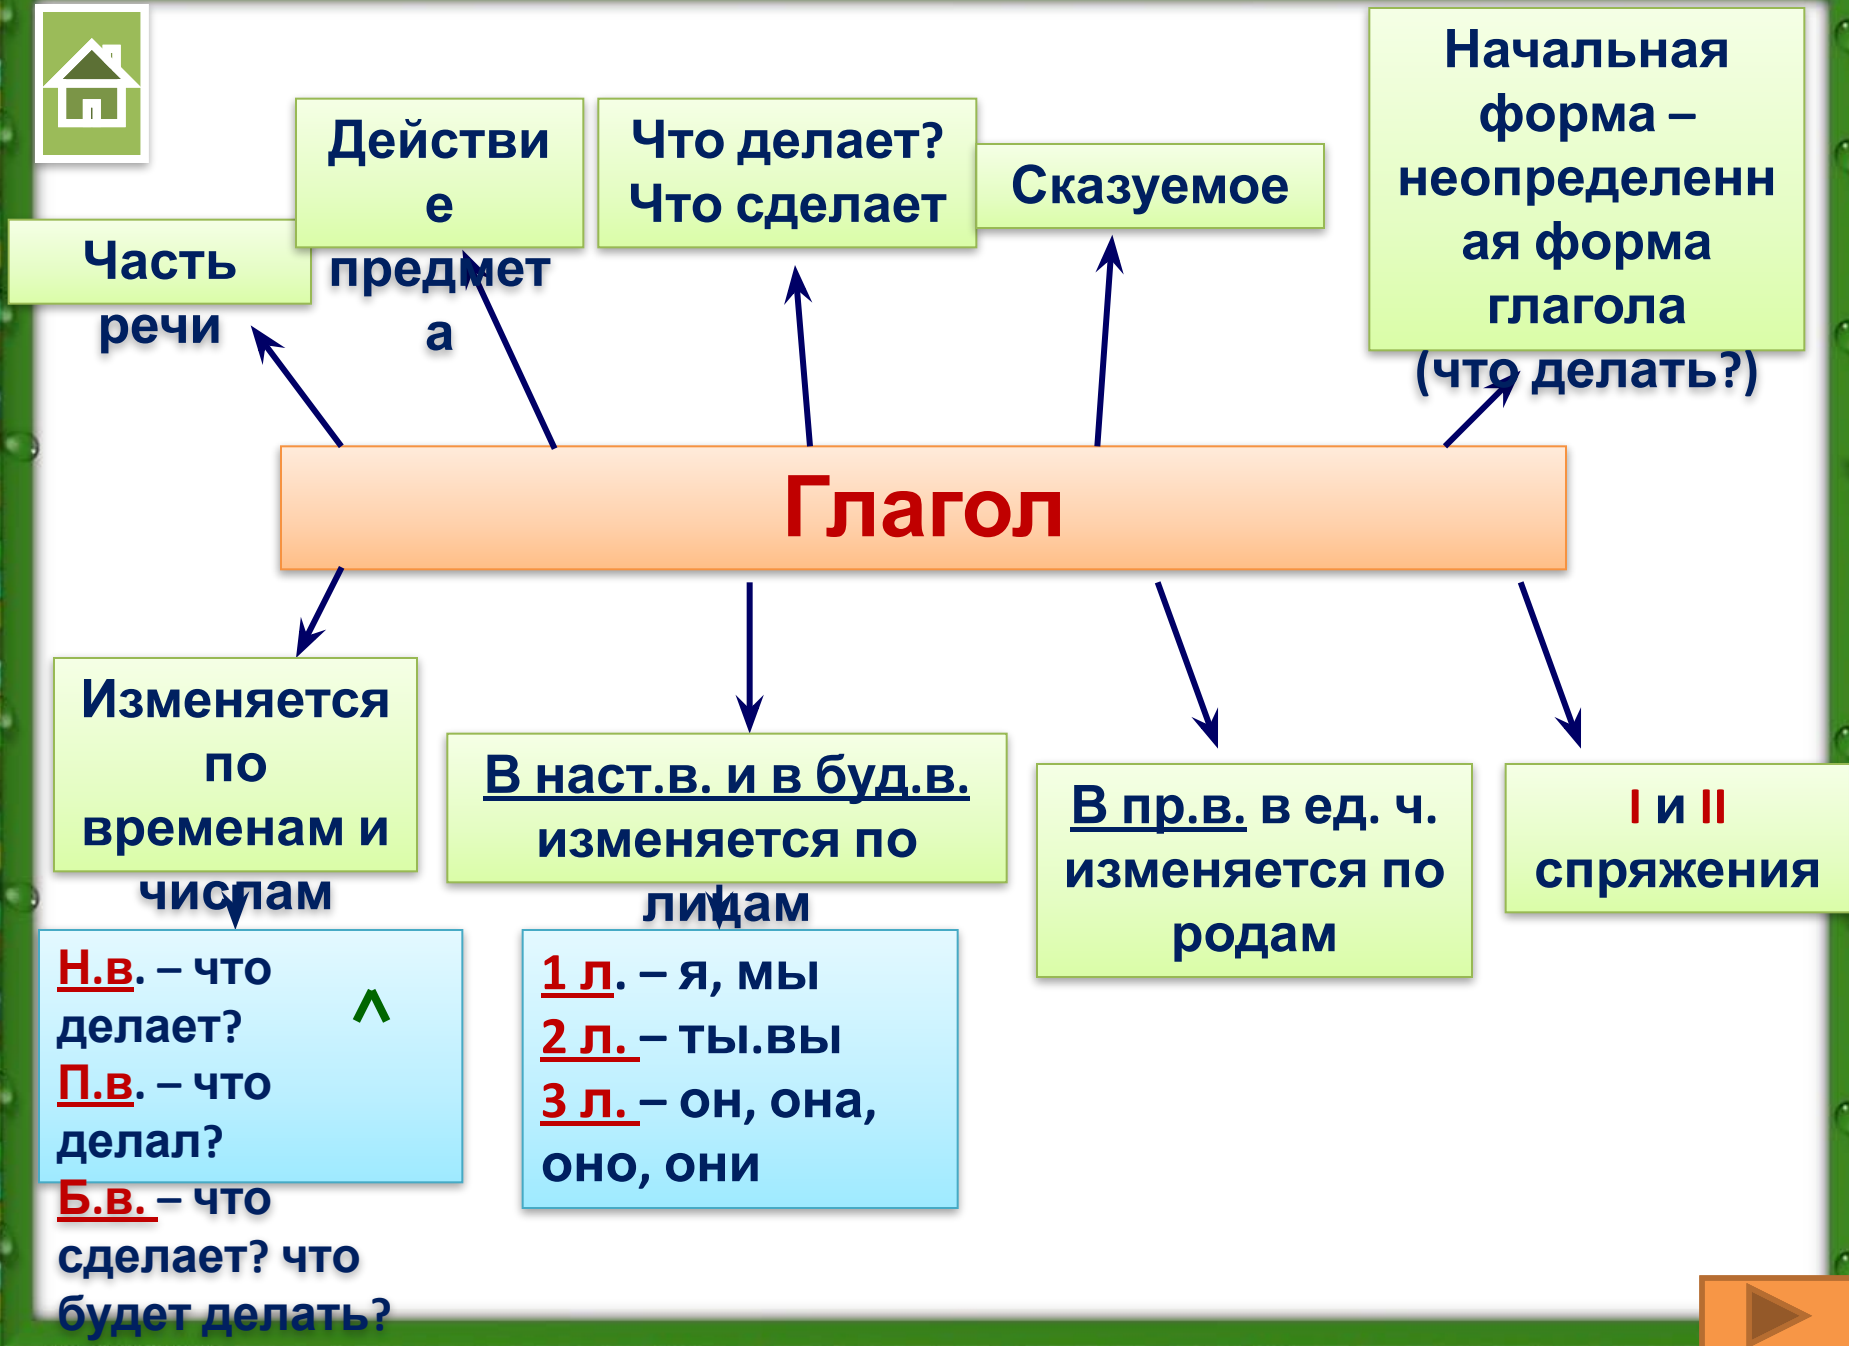 Часть
речи
Действи
е
предмет
а
Что делает?
Что сделает
Сказуемое
Начальная
форма –
неопределенн
ая форма
глагола
(что делать?)
Глагол
Изменяется
по
временам и
числам
В наст.в. и в буд.в.
изменяется по
лицам
В пр.в. в ед. ч.
изменяется по
родам
I и II
спряжения
Н.в. – что
делает?
П.в. – что
делал?
Б.в. – что
сделает? что
будет делать?
1 л. – я, мы
2 л. – ты.вы
3 л. – он, она,
оно, они